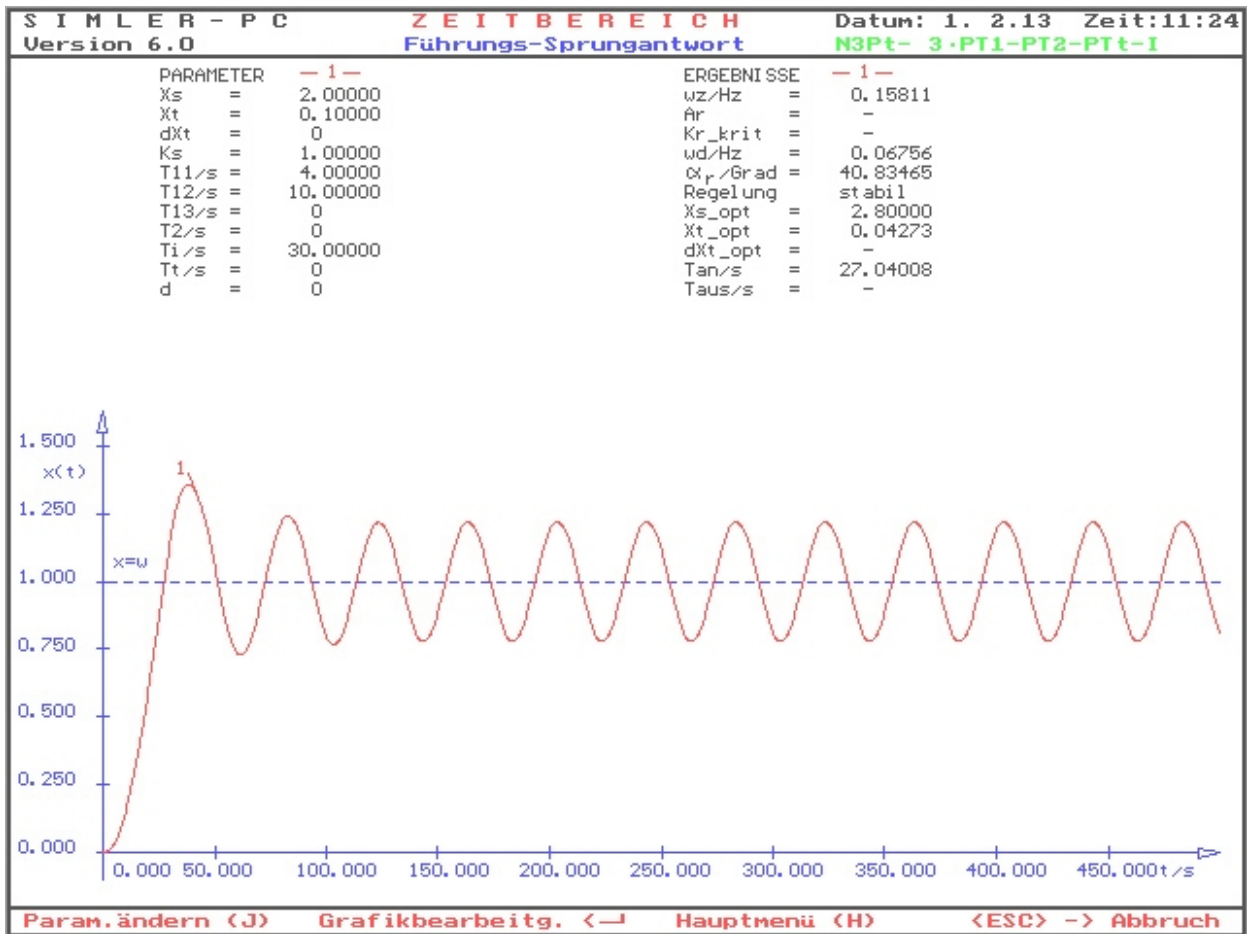 S I M L E R - P C Z E I T B E R E I C H Datum: 1. 2.13 Zeit:11:24
Version 6.0 Führungs-Sprungantwort N3Pt- 3·PT1-PT2-PTt-I
PARAMETER — 1 — ERGEBNISSE — 1 —
Xs = 2.00000 wz/Hz = 0.15811
Xt = 0.10000 Ar = -
dXt = 0 Kr_krit = -
Ks = 1.00000 wd/Hz = 0.06756
T11/s = 4.00000 αr/Grad = 40.83465
T12/s = 10.00000 Regelung stabil
T13/s = 0 Xs_opt = 2.80000
T2/s = 0 Xt_opt = 0.04273
Ti/s = 30.00000 dXt_opt = -
Tt/s = 0 Tan/s = 27.04008
d = 0 Taus/s = -
1.500
x(t)
1
1.250
x=w
1.000
0.750
0.500
0.250
0.000
0.000 50.000 100.000 150.000 200.000 250.000 300.000 350.000 400.000 450.000 t/s
Param.ändern (J) Grafikbearbeitg. <─┘ Hauptmenü (H) <ESC> -> Abbruch